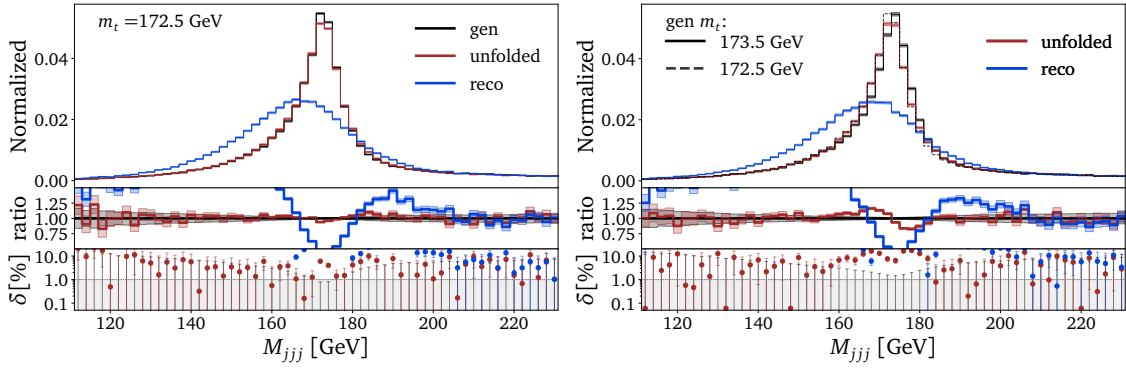 m_t =172.5 GeV
gen
unfolded
reco
Normalized
0.04
0.02
0.00
ratio
1.25
1.00
0.75
δ[%]
10.0
1.0
0.1
120 140 160 180 200 220
M_jjj [GeV]
gen m_t:
173.5 GeV
172.5 GeV
unfolded
reco
Normalized
0.04
0.02
0.00
ratio
1.25
1.00
0.75
δ[%]
10.0
1.0
0.1
120 140 160 180 200 220
M_jjj [GeV]